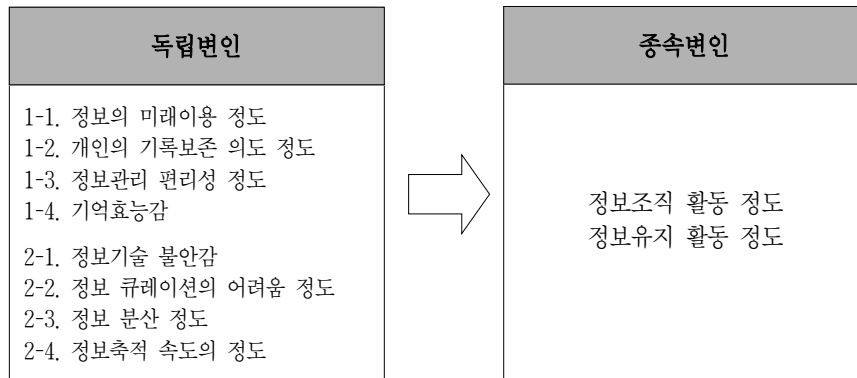 독립변인
1-1. 정보의 미래이용 정도
1-2. 개인의 기록보존 의도 정도
1-3. 정보관리 편리성 정도
1-4. 기억효능감
2-1. 정보기술 불안감
2-2. 정보 큐레이션의 어려움 정도
2-3. 정보 분산 정도
2-4. 정보축적 속도의 정도
종속변인
정보조직 활동 정도
정보유지 활동 정도